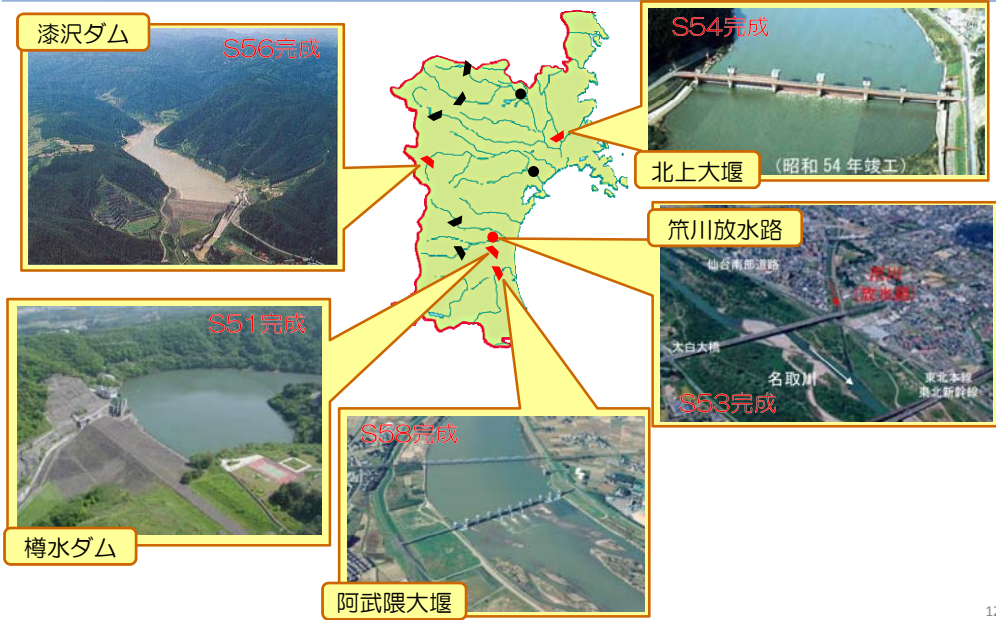 漆沢ダム
S56完成
S54完成
(昭和 54 年竣工)
北上大堰
笊川放水路
仙台南部道路
笊川
(放水路)
太白大橋
名取川
東北本線
東北新幹線
S53完成
S51完成
樽水ダム
S58完成
阿武隈大堰
12